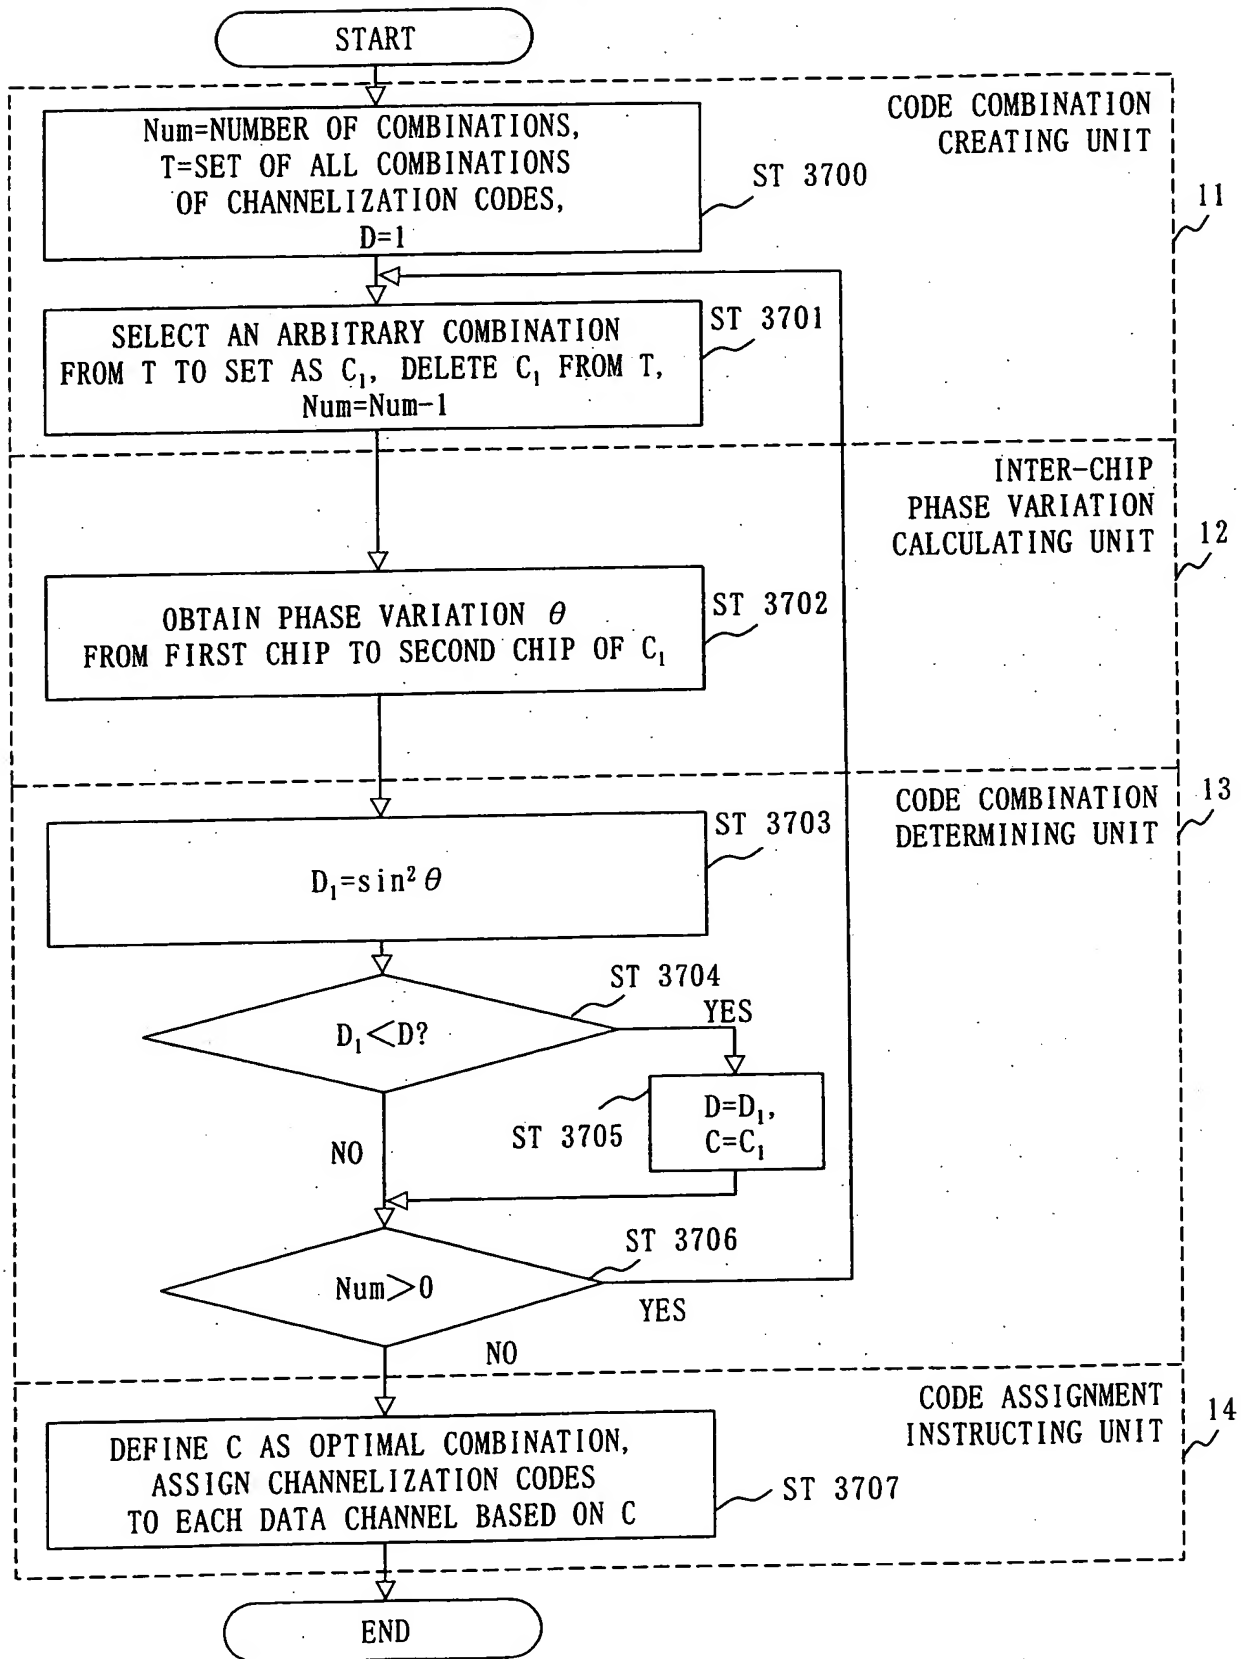 START
CODE COMBINATION
CREATING UNIT
11
Num=NUMBER OF COMBINATIONS,
T=SET OF ALL COMBINATIONS
OF CHANNELIZATION CODES,
D=1
ST 3700
SELECT AN ARBITRARY COMBINATION
FROM T TO SET AS C₁, DELETE C₁ FROM T,
Num=Num-1
ST 3701
INTER-CHIP
PHASE VARIATION
CALCULATING UNIT
12
OBTAIN PHASE VARIATION θ
FROM FIRST CHIP TO SECOND CHIP OF C₁
ST 3702
CODE COMBINATION
DETERMINING UNIT
13
D₁=sin² θ
ST 3703
D₁<D?
ST 3704
YES
D=D₁,
C=C₁
ST 3705
NO
Num>0
ST 3706
YES
NO
CODE ASSIGNMENT
INSTRUCTING UNIT
14
DEFINE C AS OPTIMAL COMBINATION,
ASSIGN CHANNELIZATION CODES
TO EACH DATA CHANNEL BASED ON C
ST 3707
END